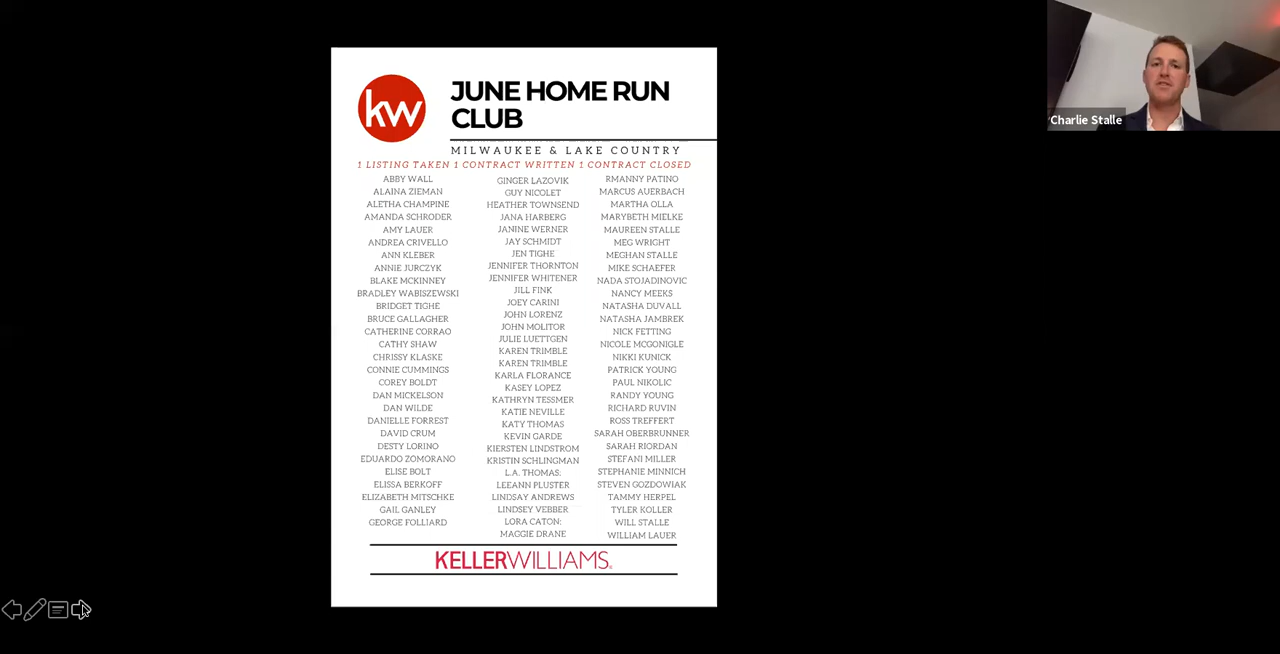 kw
JUNE HOME RUN
CLUB
MILWAUKEE & LAKE COUNTRY
1 LISTING TAKEN 1 CONTRACT WRITTEN 1 CONTRACT CLOSED
ABBY WALL
ALAINA ZIEMAN
ALETHA CHAMPINE
AMANDA SCHRODER
AMY LAUER
ANDREA CRIVELLO
ANN KLEBER
ANNIE JURCZYK
BLAKE MCKINNEY
BRADLEY WABISZEWSKI
BRIDGET TIGHE
BRUCE GALLAGHER
CATHERINE CORRAO
CATHY SHAW
CHRISSY KLASKE
CONNIE CUMMINGS
COREY BOLDT
DAN MICKELSON
DAN WILDE
DANIELLE FORREST
DAVID CRUM
DESTY LORINO
EDUARDO ZOMORANO
ELISE BOLT
ELISSA BERKOFF
ELIZABETH MITSCHKE
GAIL GANLEY
GEORGE FOLLIARD
GINGER LAZOVIK
GUY NICOLET
HEATHER TOWNSEND
JANA HARBERG
JANINE WERNER
JAY SCHMIDT
JEN TIGHE
JENNIFER THORNTON
JENNIFER WHITENER
JILL FINK
JOEY CARINI
JOHN LORENZ
JOHN MOLITOR
JULIE LUETTGEN
KAREN TRIMBLE
KAREN TRIMBLE
KARLA FLORANCE
KASEY LOPEZ
KATHRYN TESSMER
KATIE NEVILLE
KATY THOMAS
KEVIN GARDE
KIERSTEN LINDSTROM
KRISTIN SCHLINGMAN
L.A. THOMAS;
LEEANN PLUSTER
LINDSAY ANDREWS
LINDSEY VEBBER
LORA CATON;
MAGGIE DRANE
RMANNY PATINO
MARCUS AUERBACH
MARTHA OLLA
MARYBETH MIELKE
MAUREEN STALLE
MEG WRIGHT
MEGHAN STALLE
MIKE SCHAEFER
NADA STOJADINOVIC
NANCY MEEKS
NATASHA DUVALL
NATASHA JAMBREK
NICK FETTING
NICOLE MCGONIGLE
NIKKI KUNICK
PATRICK YOUNG
PAUL NIKOLIC
RANDY YOUNG
RICHARD RUVIN
ROSS TREFFERT
SARAH OBERBRUNNER
SARAH RIORDAN
STEFANI MILLER
STEPHANIE MINNICH
STEVEN GOZDOWIAK
TAMMY HERPEL
TYLER KOLLER
WILL STALLE
WILLIAM LAUER
KELLERWILLIAMS.
Charlie Stalle